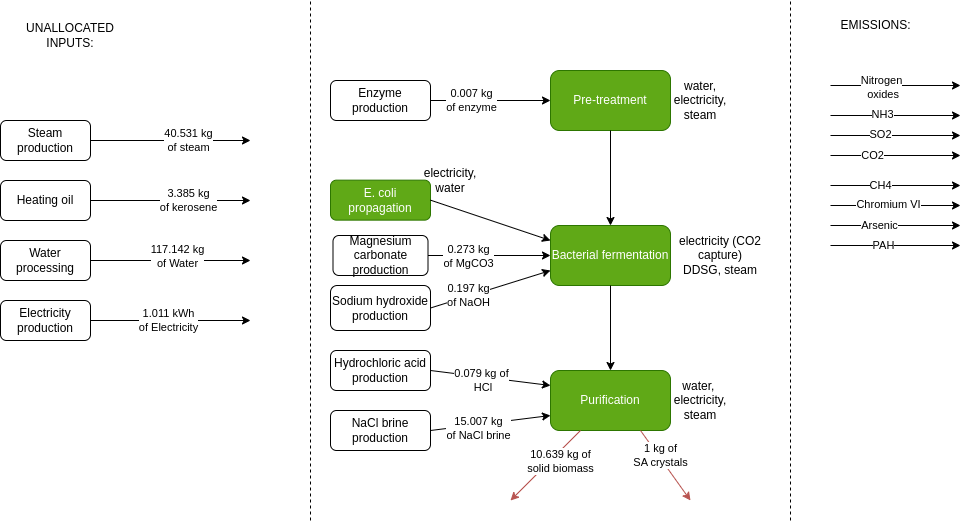 UNALLOCATED
INPUTS:
Steam
production
40.531 kg
of steam
Heating oil
3.385 kg
of kerosene
Water
processing
117.142 kg
of Water
Electricity
production
1.011 kWh
of Electricity
Enzyme
production
0.007 kg
of enzyme
Pre-treatment
water,
electricity,
steam
E. coli
propagation
electricity,
water
Magnesium
carbonate
production
0.273 kg
of MgCO3
Bacterial fermentation
electricity (CO2
capture)
DDSG, steam
Sodium hydroxide
production
0.197 kg
of NaOH
Hydrochloric acid
production
0.079 kg of
HCl
Purification
water,
electricity,
steam
NaCl brine
production
15.007 kg
of NaCl brine
10.639 kg of
solid biomass
1 kg of
SA crystals
EMISSIONS:
Nitrogen
oxides
NH3
SO2
CO2
CH4
Chromium VI
Arsenic
PAH